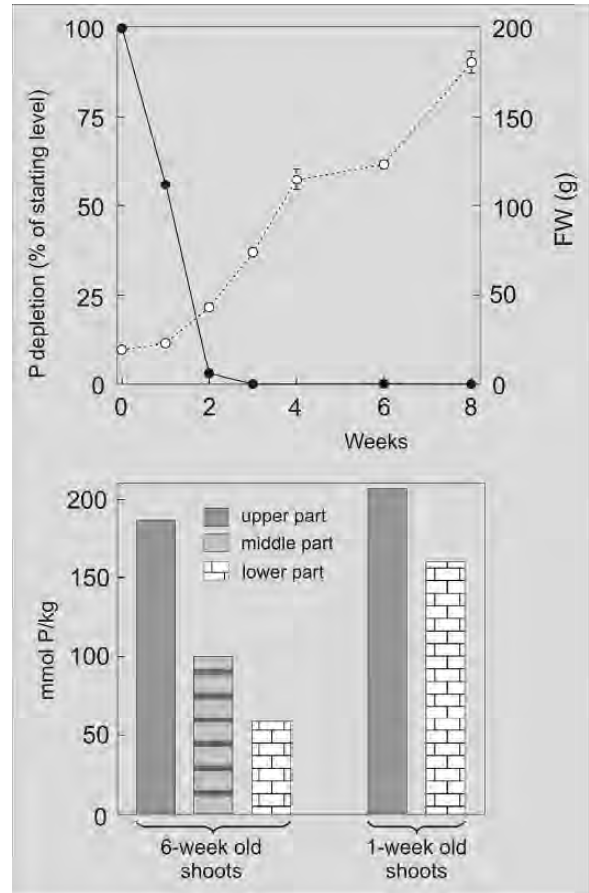 100
75
50
25
0
P depletion (% of starting level)
200
150
100
50
0
FW (g)
0
2
4
6
8
Weeks
200
150
100
50
0
mmol P/kg
upper part
middle part
lower part
6-week old
shoots
1-week old
shoots